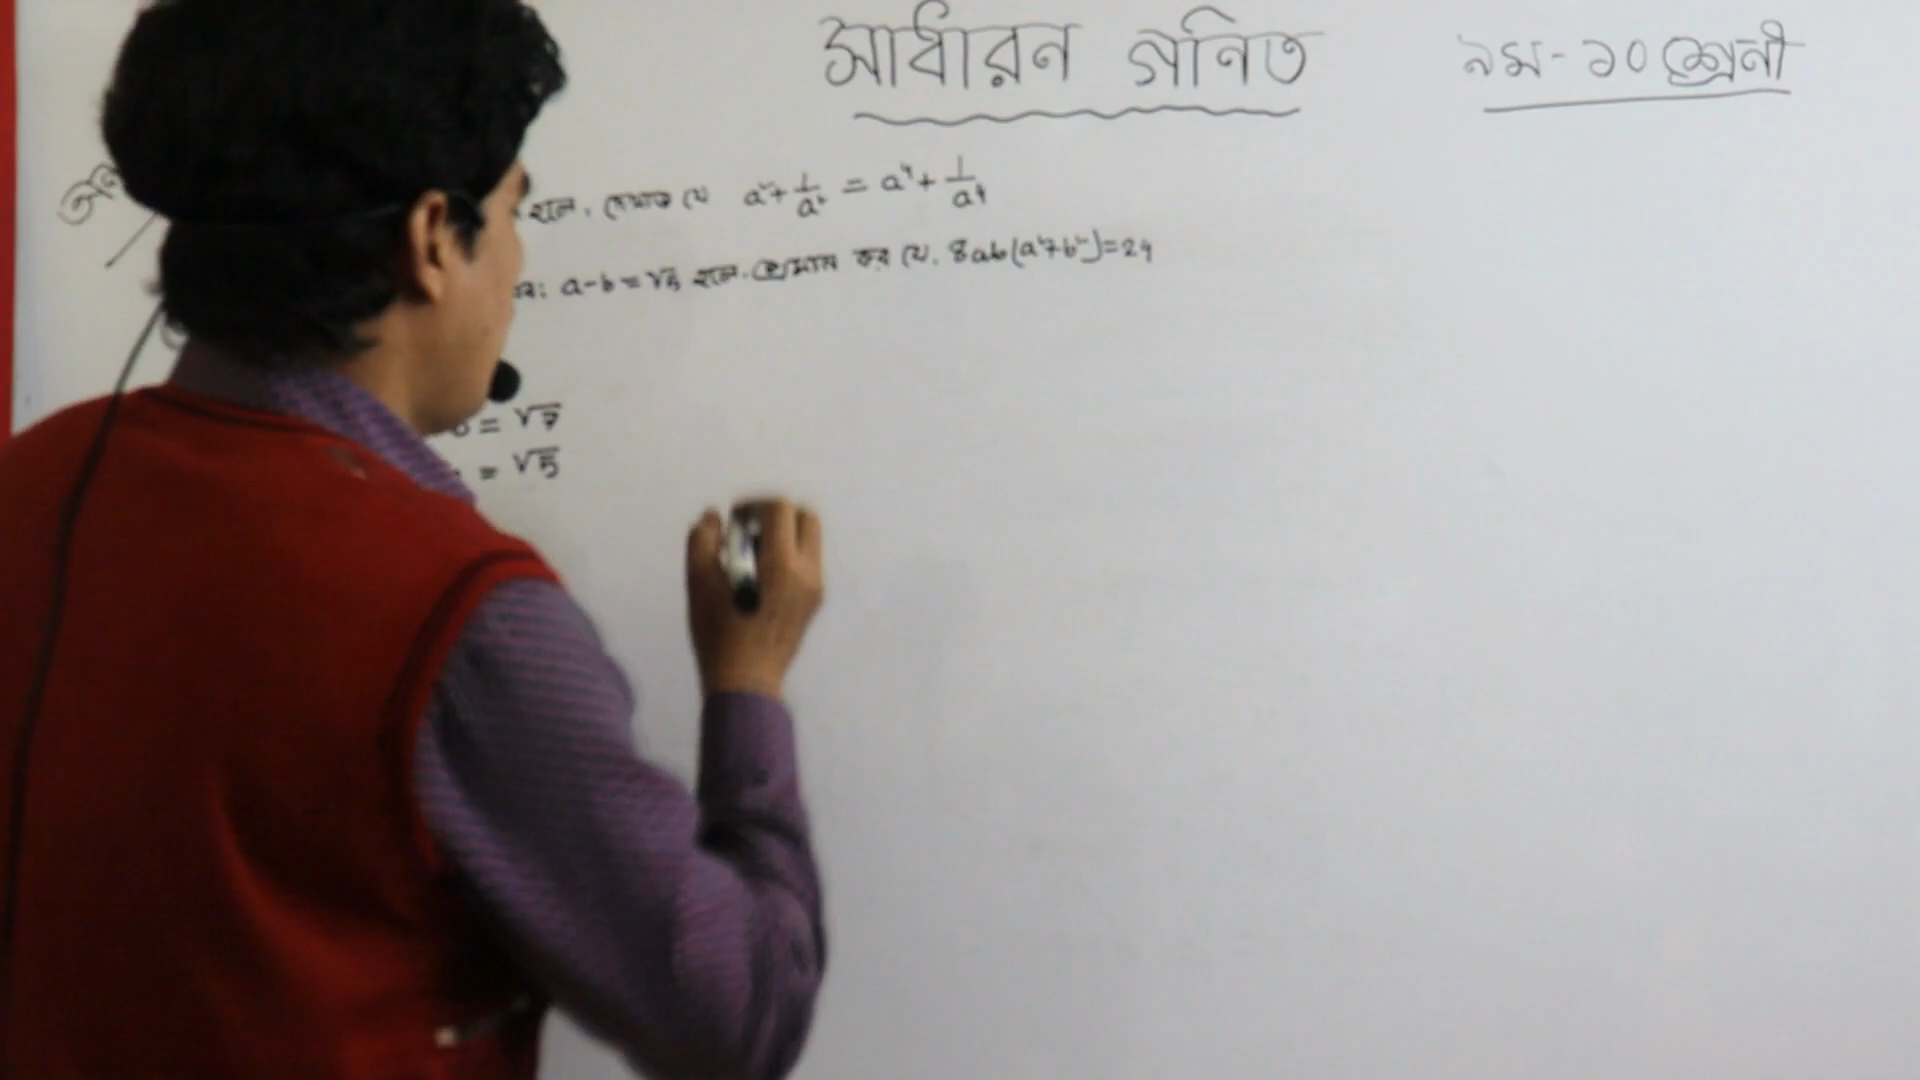 সাধারন গনিত
৯ম-১০ শ্রেনী
হলে, দেখাও যে a²+1/a² = a⁴+1/a⁴
এবং a-b=√5 হলে. প্রমান কর যে, 8ab(a²+b²)=24
= √7
= √5